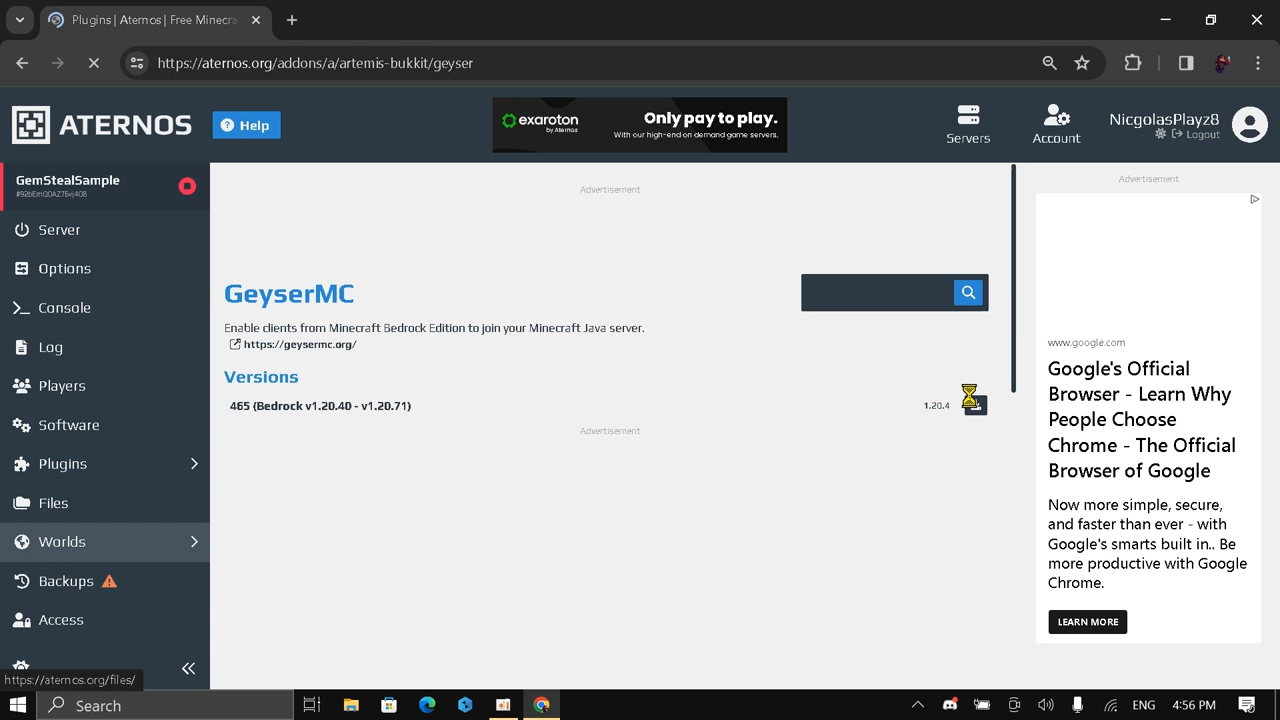 Plugins | Aternos | Free Minecra
https://aternos.org/addons/a/artemis-bukkit/geyser
ATERNOS
Help
exaroton
by Aternos
Only pay to play.
With our high-end on demand game servers.
Servers
Account
NicgolasPlayz8
Logout
GemStealSample
Server
Options
Console
Log
Players
Software
Plugins
Files
Worlds
Backups
Access
https://aternos.org/files/
Advertisement
GeyserMC
Enable clients from Minecraft Bedrock Edition to join your Minecraft Java server.
https://geysermc.org/
Versions
465 (Bedrock v1.20.40 - v1.20.71)
1.20.4
Advertisement
Advertisement
www.google.com
Google's Official
Browser - Learn Why
People Choose
Chrome - The Official
Browser of Google
Now more simple, secure,
and faster than ever - with
Google's smarts built in.. Be
more productive with Google
Chrome.
LEARN MORE
Search
ENG
4:56 PM